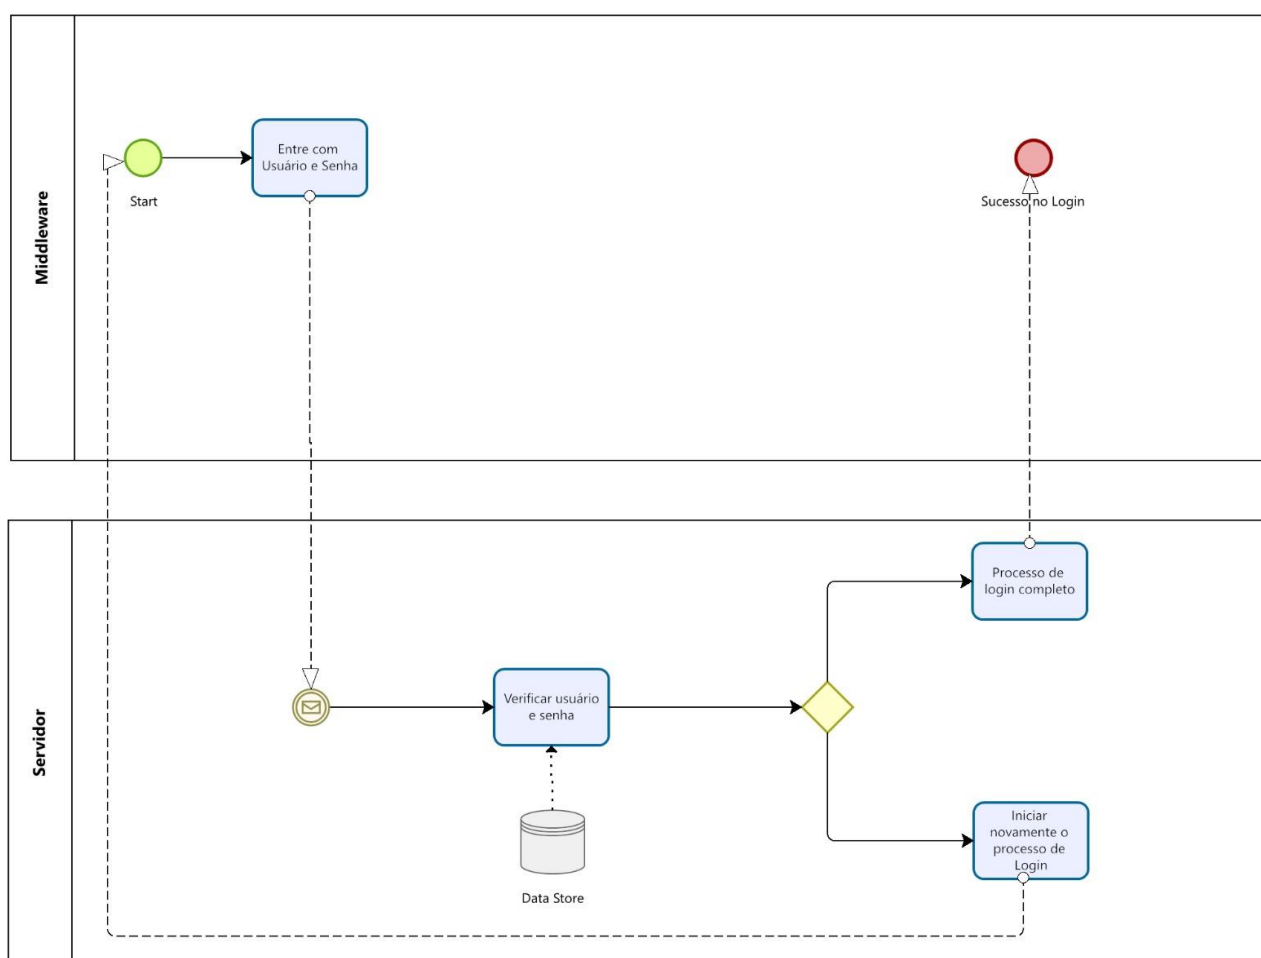 Middleware
Start
Entre com
Usuário e Senha
Sucesso no Login
Servidor
Verificar usuário
e senha
Data Store
Processo de
login completo
Iniciar
novamente o
processo de
Login